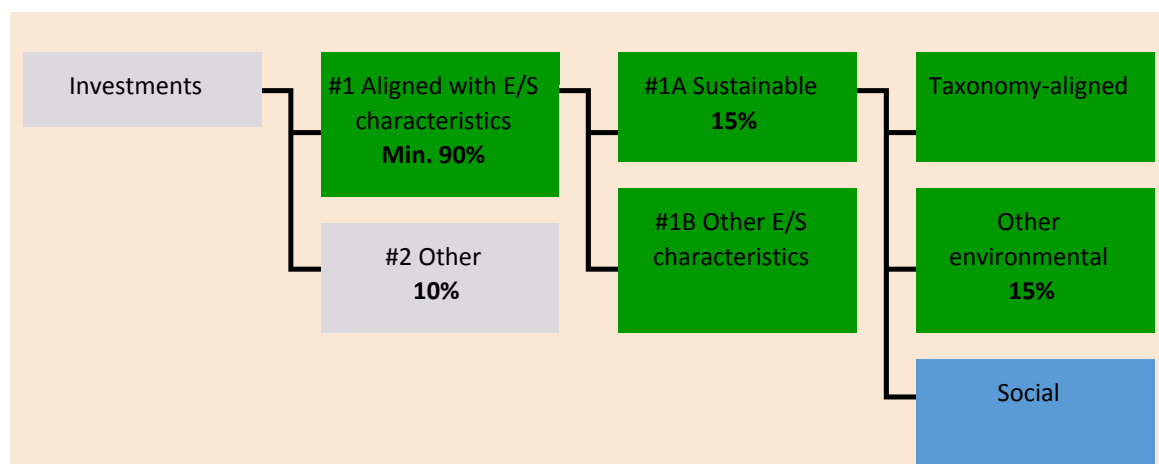 Investments
#1 Aligned with E/S
characteristics
Min. 90%
#2 Other
10%
#1A Sustainable
15%
#1B Other E/S
characteristics
Taxonomy-aligned
Other
environmental
15%
Social